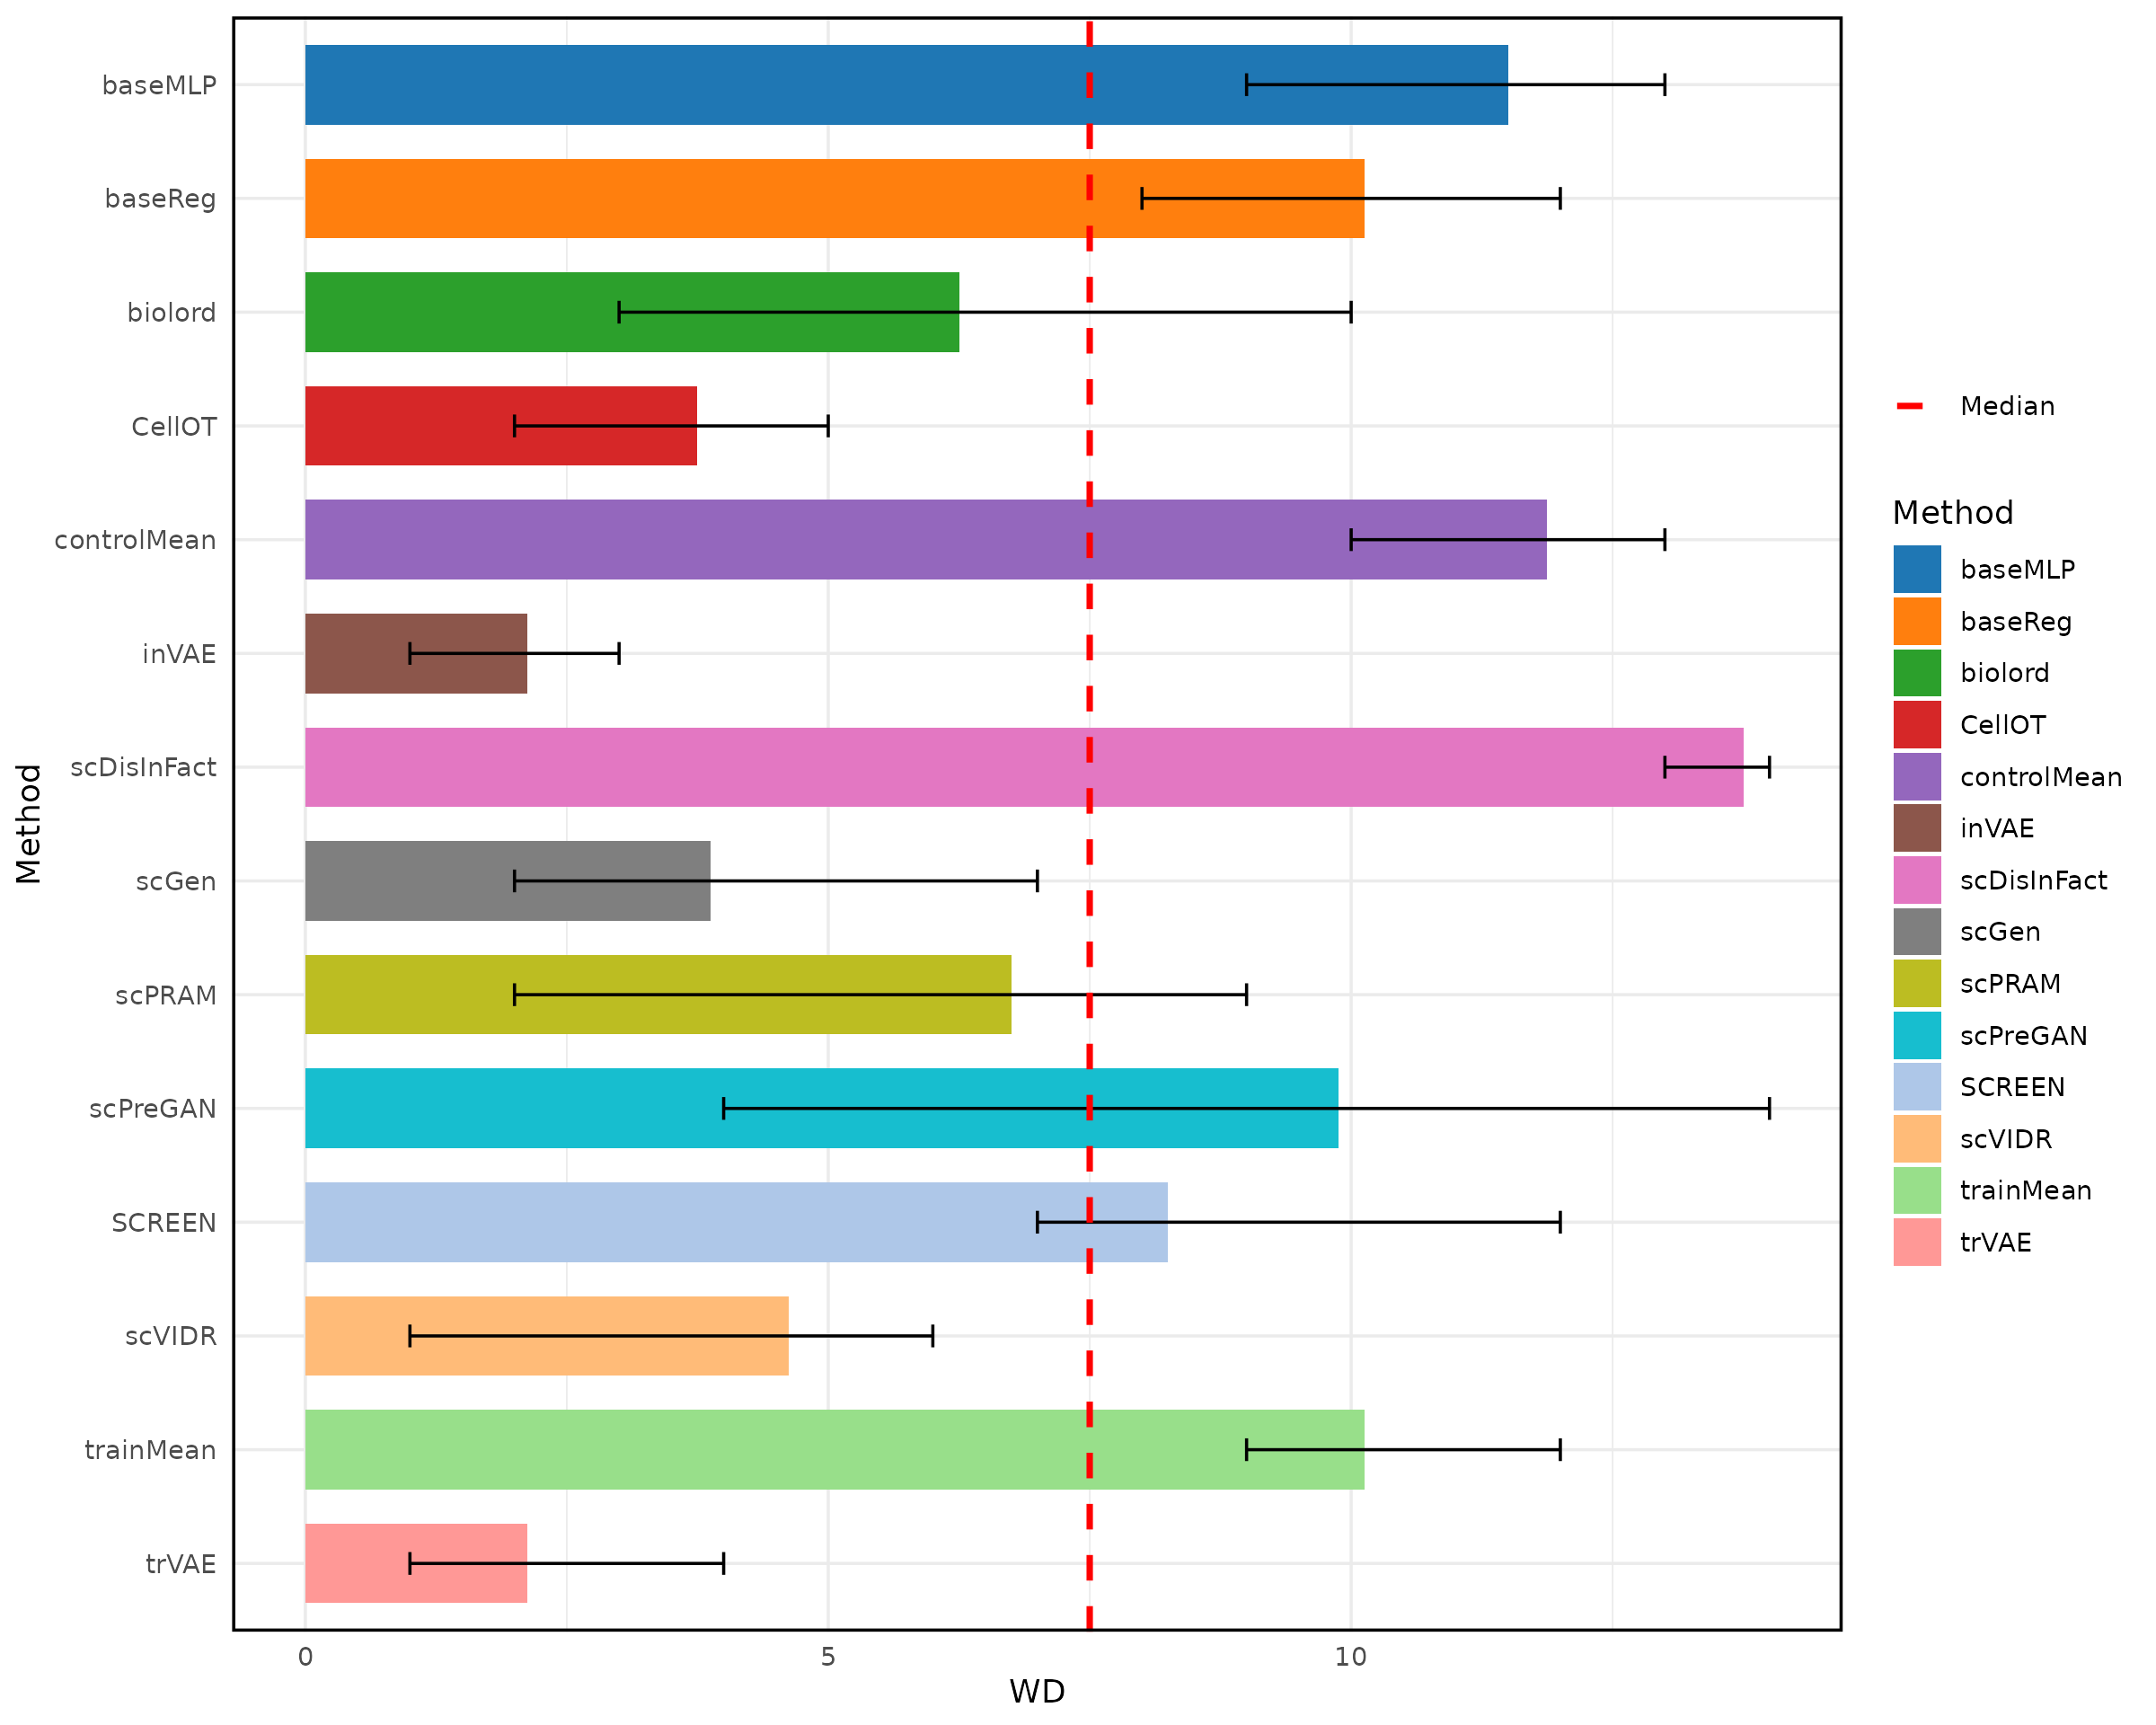 baseMLP
baseReg
biolord
CellOT
controlMean
inVAE
scDisInFact
scGen
scPRAM
scPreGAN
SCREEN
scVIDR
trainMean
trVAE
Method
0 5 10
WD
Median
Method
baseMLP
baseReg
biolord
CellOT
controlMean
inVAE
scDisInFact
scGen
scPRAM
scPreGAN
SCREEN
scVIDR
trainMean
trVAE